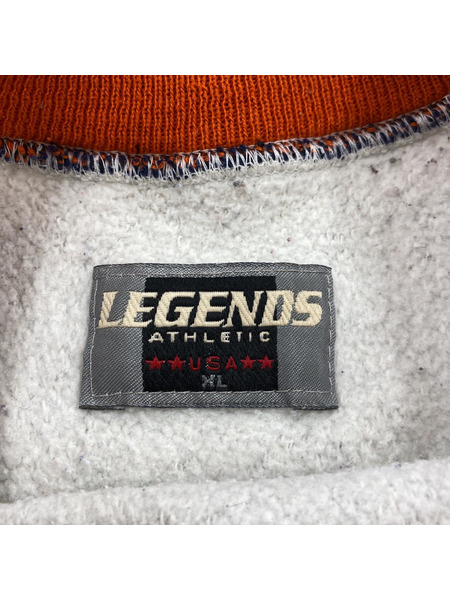 LEGENDS
ATHLETIC
★★USA★★
XL